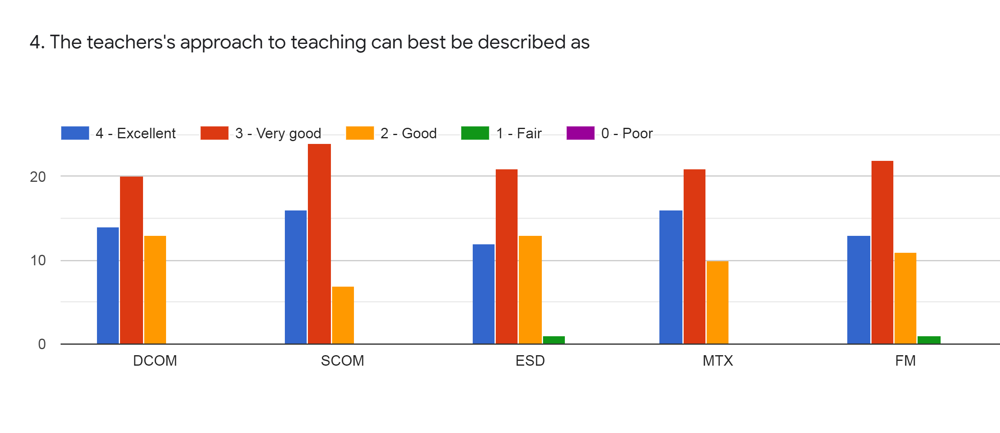 4. The teachers's approach to teaching can best be described as
4 - Excellent 3 - Very good 2 - Good 1 - Fair 0 - Poor
20
10
0
DCOM SCOM ESD MTX FM